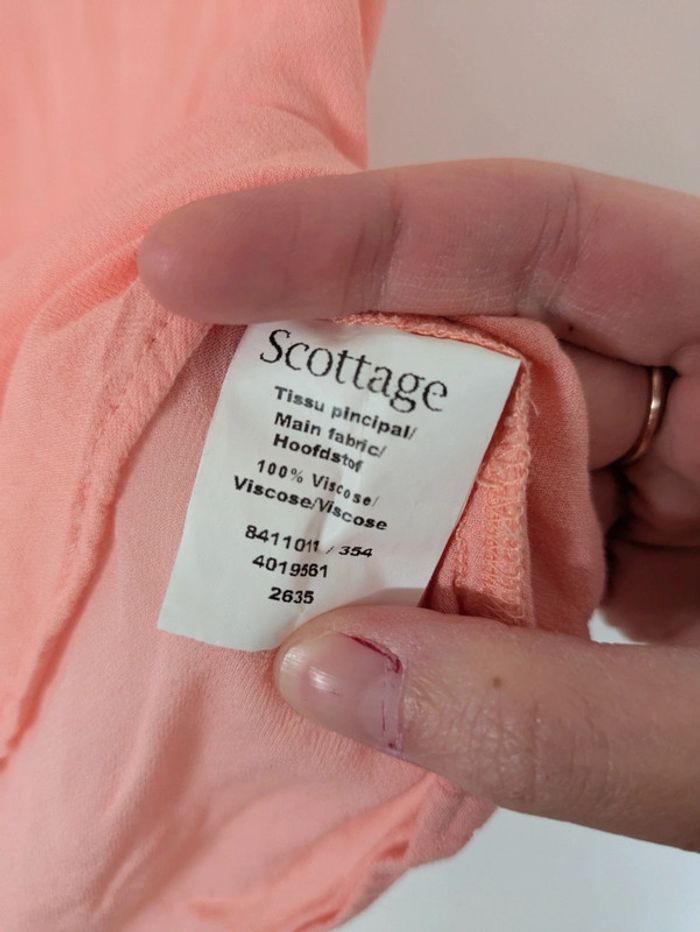 Scottage
Tissu pincipal/
Main fabric/
Hoofdstof
100% Viscose/
Viscose/Viscose
8411011 / 354
4019561
2635